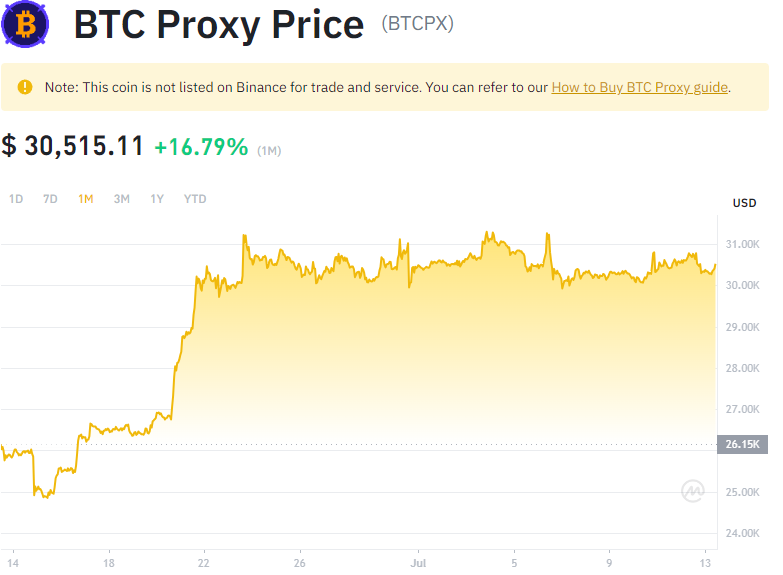 BTC Proxy Price (BTCPX)
Note: This coin is not listed on Binance for trade and service. You can refer to our How to Buy BTC Proxy guide.
$ 30,515.11 +16.79% (1M)
1D 7D 1M 3M 1Y YTD
USD
31.00K
30.00K
29.00K
28.00K
27.00K
26.15K
25.00K
24.00K
14 18 22 26 Jul 5 9 13